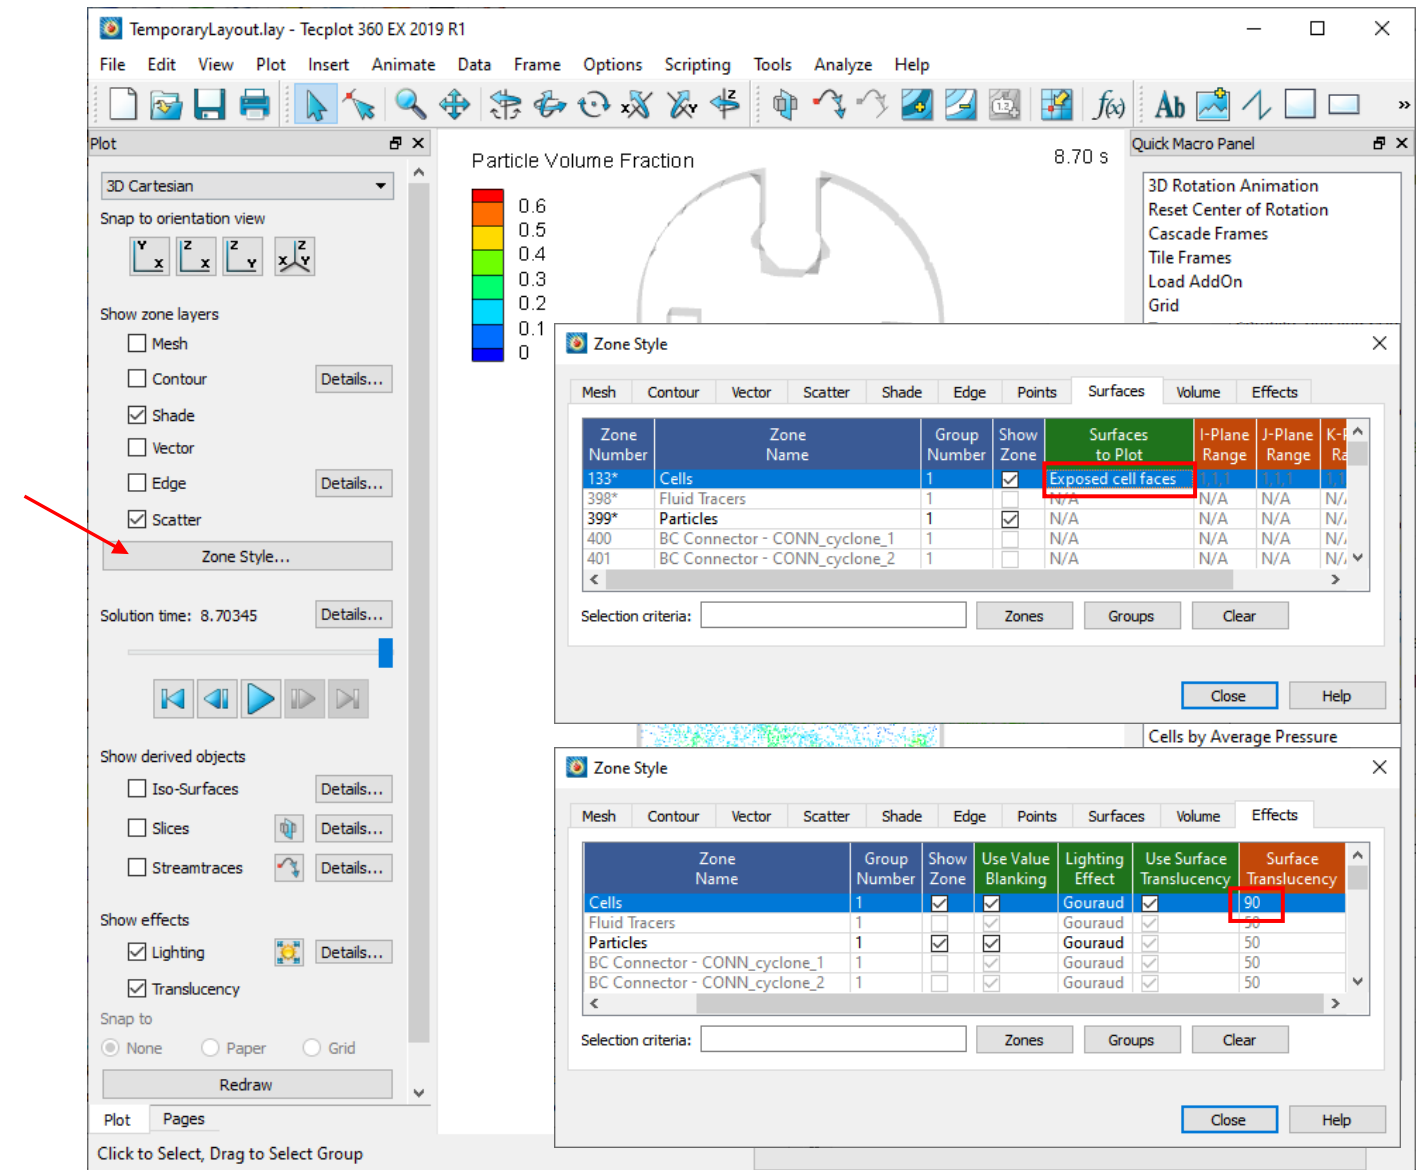 TemporaryLayout.lay - Tecplot 360 EX 2019 R1
File Edit View Plot Insert Animate Data Frame Options Scripting Tools Analyze Help
Plot
3D Cartesian
Snap to orientation view
Show zone layers
Mesh
Contour Details...
Shade
Vector
Edge Details...
Scatter
Zone Style...
Solution time: 8.70345 Details...
Show derived objects
Iso-Surfaces Details...
Slices Details...
Streamtraces Details...
Show effects
Lighting Details...
Translucency
Snap to
None Paper Grid
Redraw
Plot Pages
Click to Select, Drag to Select Group
Particle Volume Fraction
8.70 s
0.6
0.5
0.4
0.3
0.2
0.1
0
Quick Macro Panel
3D Rotation Animation
Reset Center of Rotation
Cascade Frames
Tile Frames
Load AddOn
Grid
Cells by Average Pressure
Zone Style
Mesh Contour Vector Scatter Shade Edge Points Surfaces Volume Effects
Zone Number Zone Name Group Number Show Zone Surfaces to Plot I-Plane Range J-Plane Range
133* Cells 1 Exposed cell faces 1,1,1 1,1,1
398* Fluid Tracers 1 N/A N/A N/A N/
399* Particles 1 N/A N/A N/A N/
400 BC Connector - CONN_cyclone_1 1 N/A N/A N/A N/
401 BC Connector - CONN_cyclone_2 1 N/A N/A N/A N/
Selection criteria: Zones Groups Clear
Close Help
Zone Style
Mesh Contour Vector Scatter Shade Edge Points Surfaces Volume Effects
Zone Name Group Number Show Zone Use Value Blanking Lighting Effect Use Surface Translucency Surface Translucency
Cells 1 Gouraud 90
Fluid Tracers 1 Gouraud 50
Particles 1 Gouraud 50
BC Connector - CONN_cyclone_1 1 Gouraud 50
BC Connector - CONN_cyclone_2 1 Gouraud 50
Selection criteria: Zones Groups Clear
Close Help